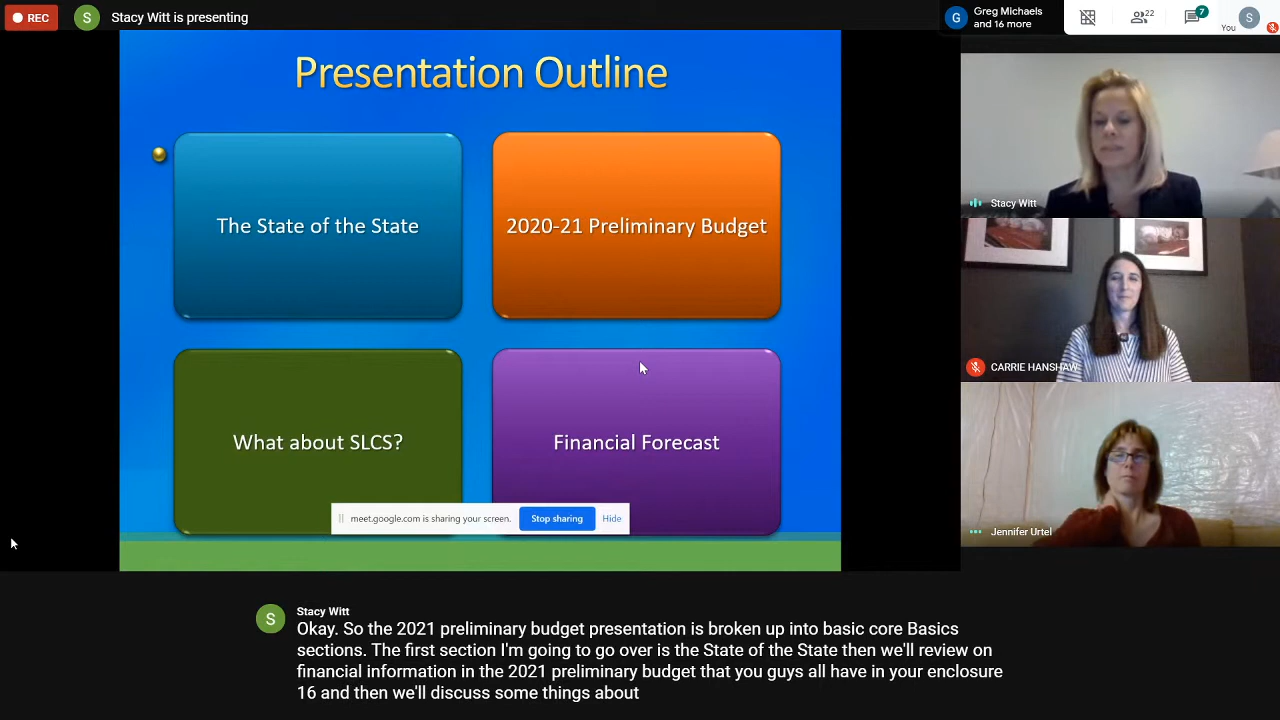 REC
S
Stacy Witt is presenting
G
Greg Michaels
and 16 more
22
7
S
You
Presentation Outline
The State of the State
2020-21 Preliminary Budget
What about SLCS?
Financial Forecast
meet.google.com is sharing your screen.
Stop sharing
Hide
Stacy Witt
CARRIE HANSHAW
Jennifer Urtel
S
Stacy Witt
Okay. So the 2021 preliminary budget presentation is broken up into basic core Basics
sections. The first section I'm going to go over is the State of the State then we'll review on
financial information in the 2021 preliminary budget that you guys all have in your enclosure
16 and then we'll discuss some things about